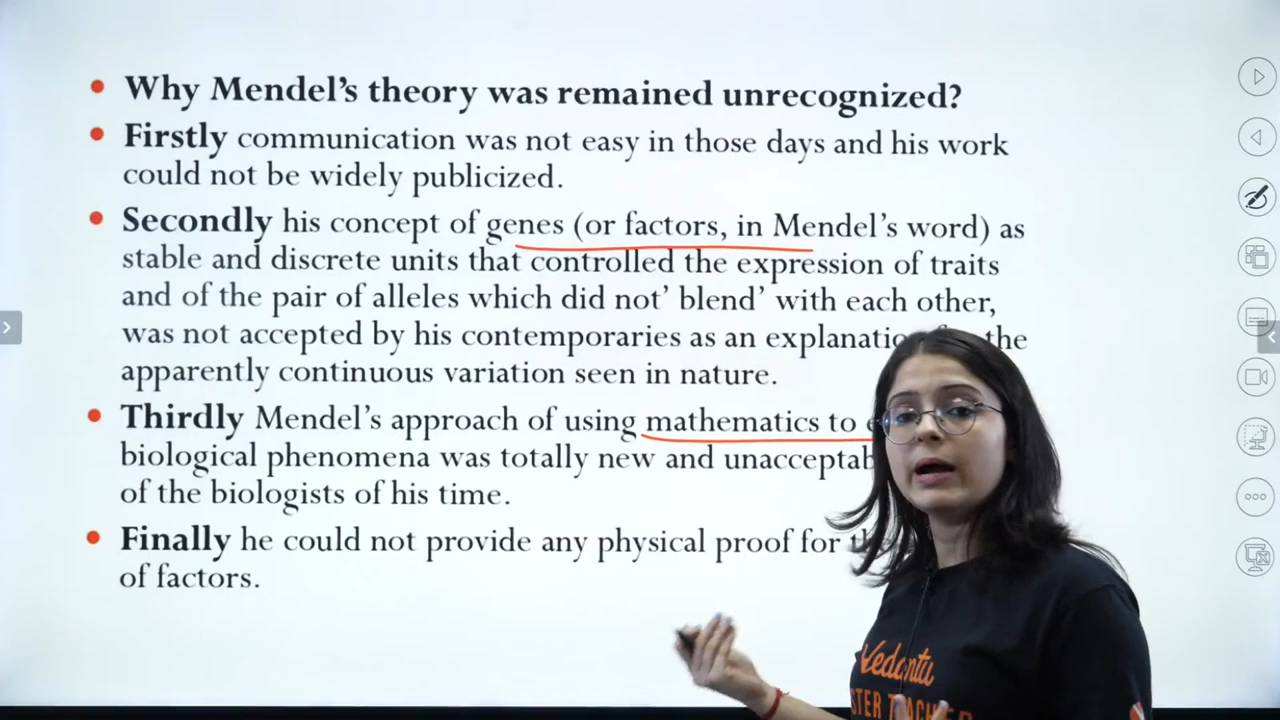 Why Mendel's theory was remained unrecognized?
Firstly communication was not easy in those days and his work
could not be widely publicized.
Secondly his concept of genes (or factors, in Mendel's word) as
stable and discrete units that controlled the expression of traits
and of the pair of alleles which did not' blend' with each other,
was not accepted by his contemporaries as an explanation the
apparently continuous variation seen in nature.
Thirdly Mendel's approach of using mathematics to
biological phenomena was totally new and
of the biologists of his time.
Finally he could not provide any physical proof for
of factors.
Vedantu